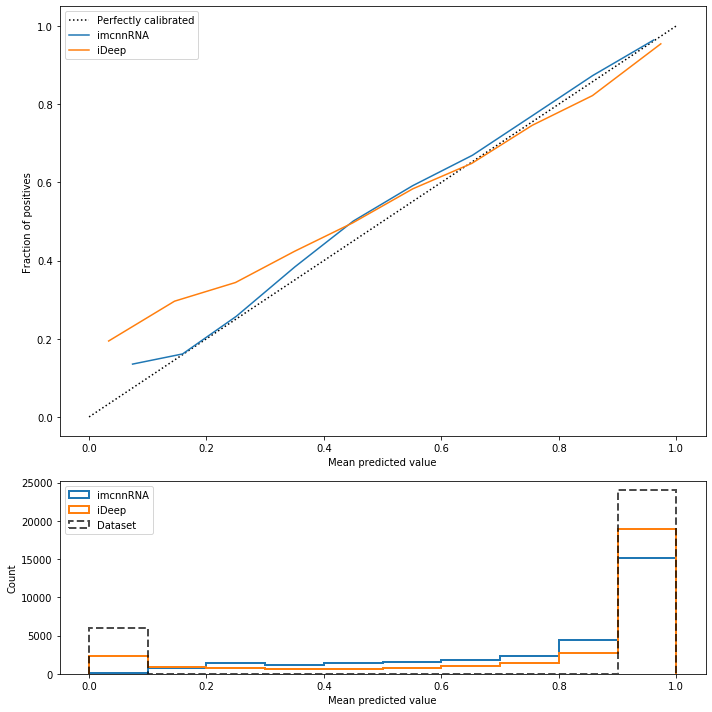 Perfectly calibrated
imcnnRNA
iDeep
1.0
0.8
0.6
0.4
0.2
0.0
Fraction of positives
0.0 0.2 0.4 0.6 0.8 1.0
Mean predicted value
imcnnRNA
iDeep
Dataset
25000
20000
15000
10000
5000
0
Count
0.0 0.2 0.4 0.6 0.8 1.0
Mean predicted value